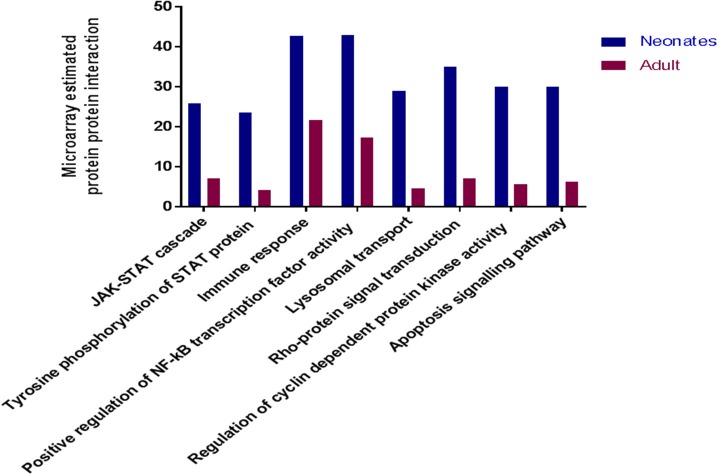 Microarray estimated
protein protein interaction
50
40
30
20
10
0
Neonates
Adult
JAK-STAT cascade
Tyrosine phosphorylation of STAT protein
Immune response
Positive regulation of NF-kB transcription factor activity
Lysosomal transport
Rho-protein signal transduction
Regulation of cyclin dependent protein kinase activity
Apoptosis signalling pathway